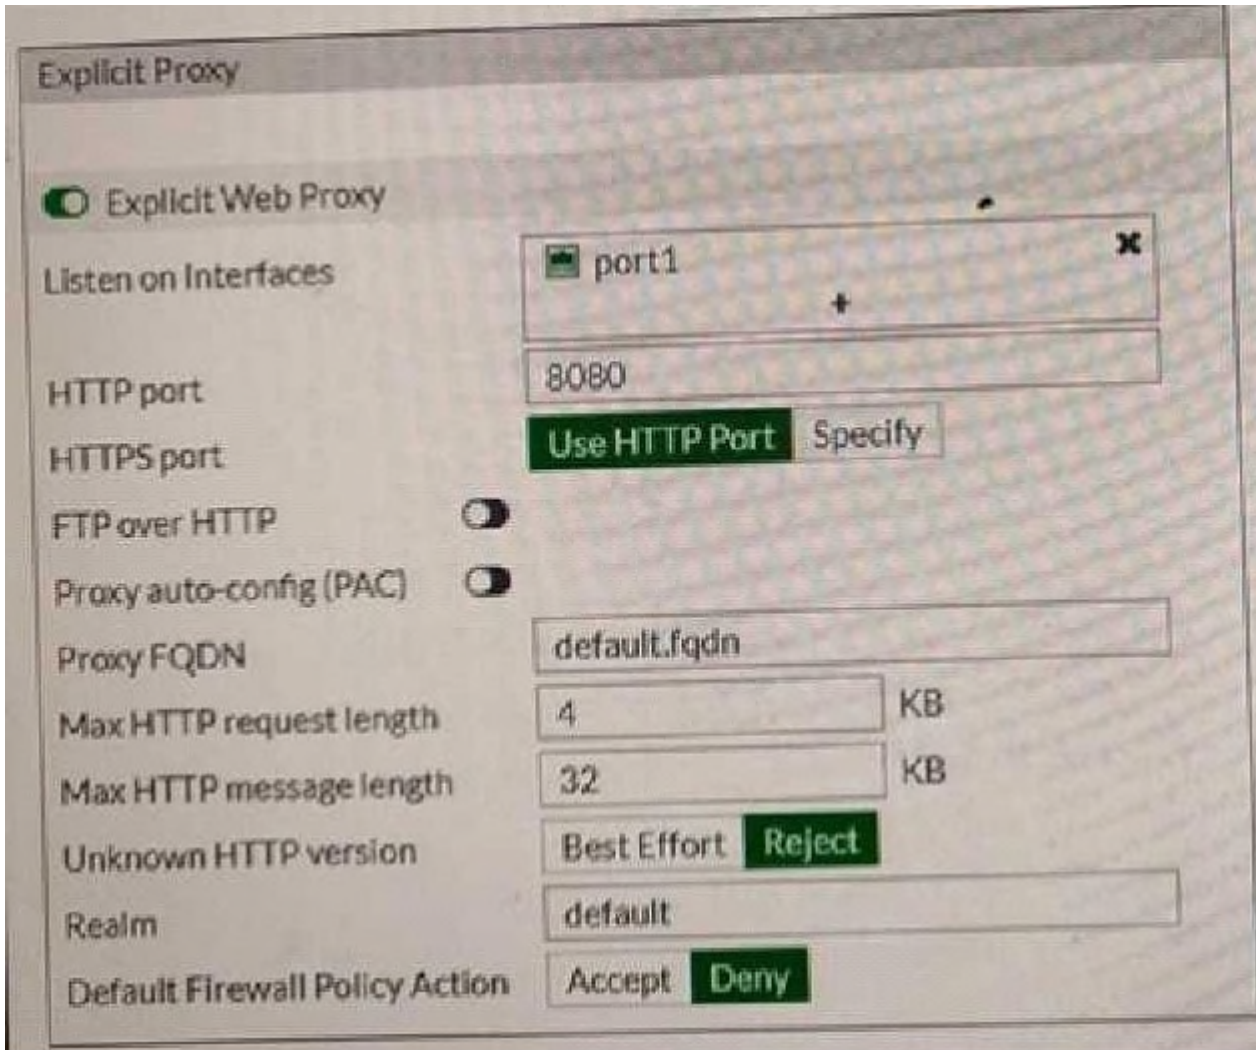 Explicit Proxy
Explicit Web Proxy
Listen on Interfaces port1
HTTP port 8080
HTTPS port Use HTTP Port Specify
FTP over HTTP
Proxy auto-config (PAC)
Proxy FQDN default.fqdn
Max HTTP request length 4 KB
Max HTTP message length 32 KB
Unknown HTTP version Best Effort Reject
Realm default
Default Firewall Policy Action Accept Deny